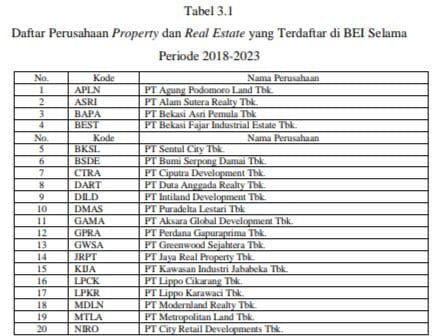 Tabel 3.1
Daftar Perusahaan Property dan Real Estate yang Terdaftar di BEI Selama
Periode 2018-2023
No. Kode Nama Perusahaan
1 APLN PT Agung Podomoro Land Tbk.
2 ASRI PT Alam Sutera Realty Tbk.
3 BAPA PT Bekasi Asri Pemula Tbk
4 BEST PT Bekasi Fajar Industrial Estate Tbk.
No. Kode Nama Perusahaan
5 BKSL PT Sentul City Tbk.
6 BSDE PT Bumi Serpong Damai Tbk.
7 CTRA PT Ciputra Development Tbk.
8 DART PT Duta Anggada Realty Tbk.
9 DILD PT Intiland Development Tbk.
10 DMAS PT Puradelta Lestari Tbk
11 GAMA PT Aksara Global Development Tbk.
12 GPRA PT Perdana Gapuraprima Tbk.
13 GWSA PT Greenwood Sejahtera Tbk.
14 JRPT PT Jaya Real Property Tbk.
15 KIJA PT Kawasan Industri Jababeka Tbk.
16 LPCK PT Lippo Cikarang Tbk.
17 LPKR PT Lippo Karawaci Tbk.
18 MDLN PT Modernland Realty Tbk.
19 MTLA PT Metropolitan Land Tbk.
20 NIRO PT City Retail Developments Tbk.